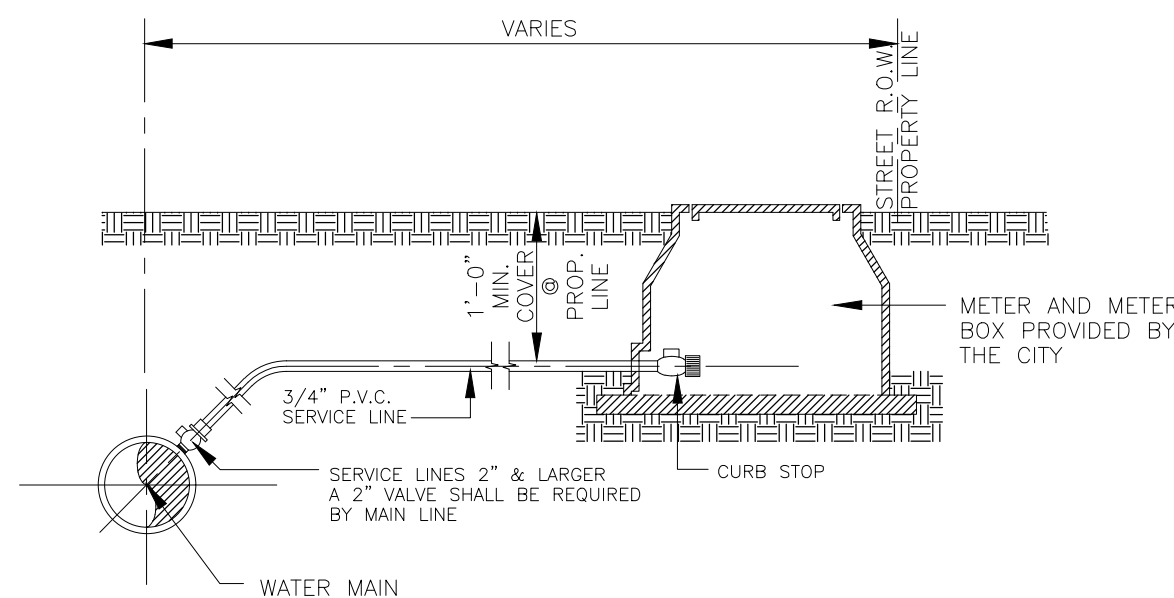 VARIES
STREET R.O.W.
PROPERTY LINE
1'-0"
MIN.
COVER
@
PROP.
LINE
METER AND METER
BOX PROVIDED BY
THE CITY
3/4" P.V.C.
SERVICE LINE
SERVICE LINES 2" & LARGER
A 2" VALVE SHALL BE REQUIRED
BY MAIN LINE
CURB STOP
WATER MAIN